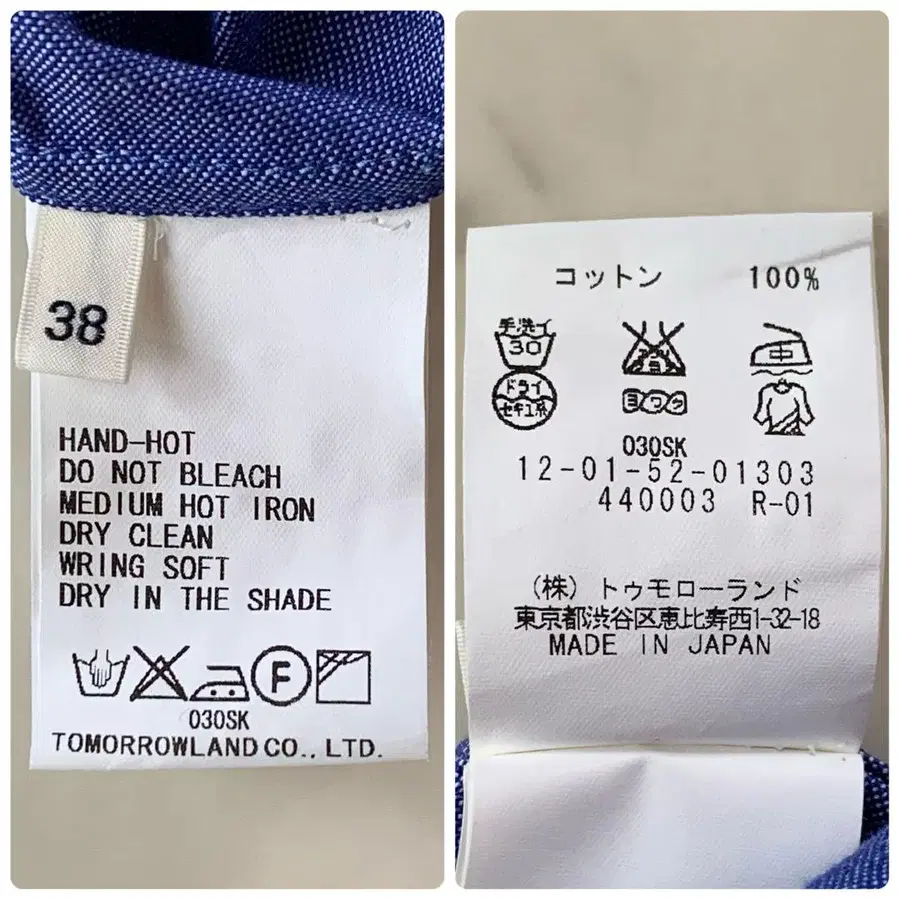 38
HAND-HOT
DO NOT BLEACH
MEDIUM HOT IRON
DRY CLEAN
WRING SOFT
DRY IN THE SHADE
F
030SK
TOMORROWLAND CO., LTD.
コットン 100%
手洗イ
30
中
ドライ
セキユ系
ヨワク
030SK
12-01-52-01303
440003 R-01
(株)トゥモローランド
東京都渋谷区恵比寿西1-32-18
MADE IN JAPAN